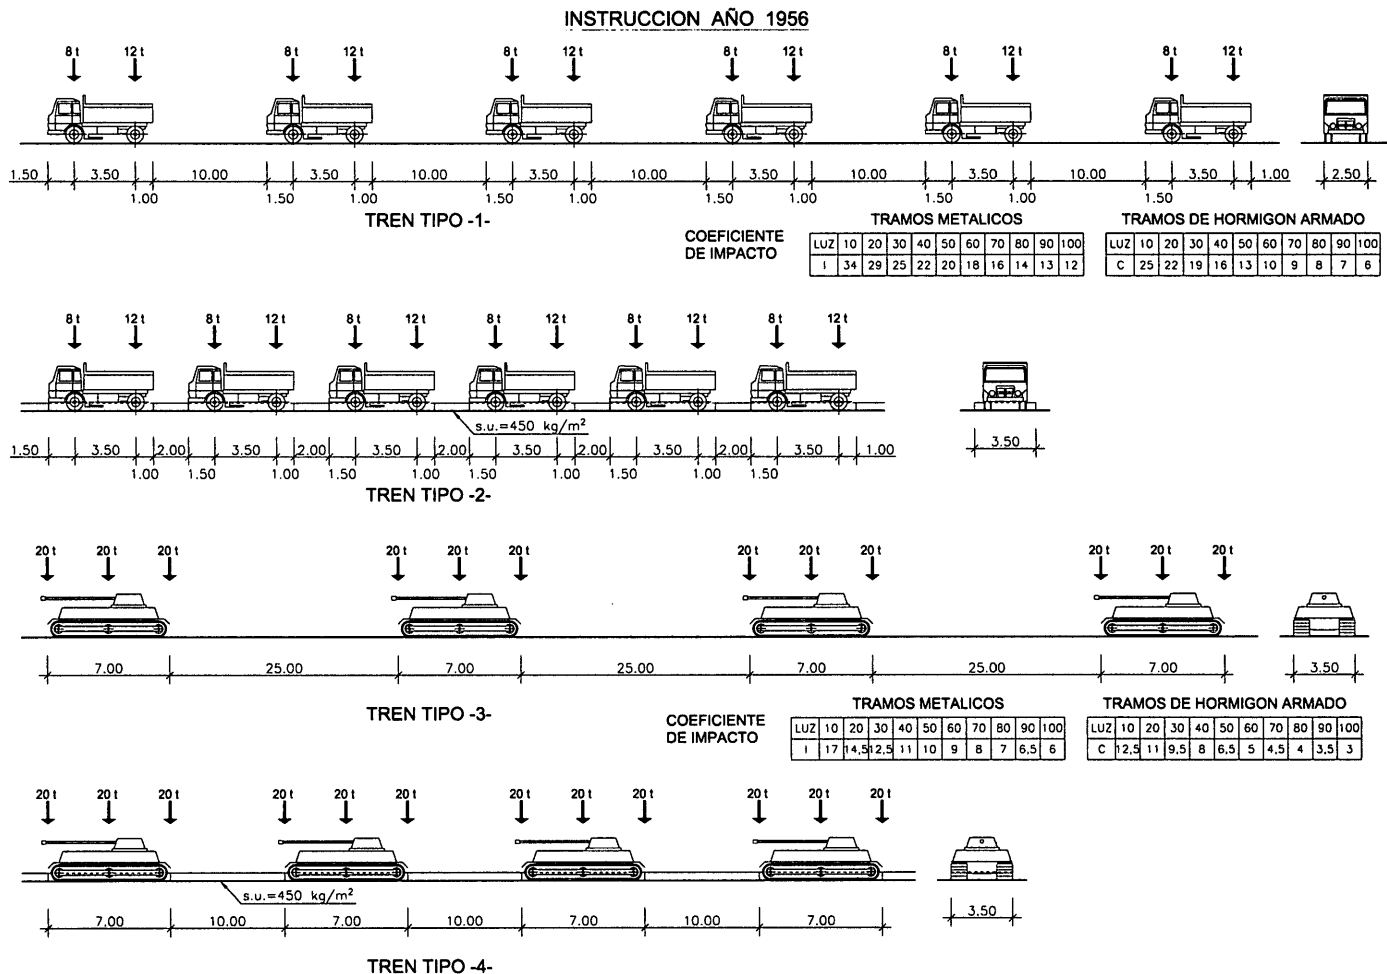 INSTRUCCION AÑO 1956
8 t 12 t 8 t 12 t 8 t 12 t 8 t 12 t 8 t 12 t 8 t 12 t
1.50 3.50 10.00 3.50 10.00 3.50 10.00 3.50 10.00 3.50 10.00 3.50 1.00 2.50
1.00 1.50 1.00 1.50 1.00 1.50 1.00 1.50 1.00 1.50
TREN TIPO -1-
COEFICIENTE
DE IMPACTO
TRAMOS METALICOS
LUZ 10 20 30 40 50 60 70 80 90 100
I 34 29 25 22 20 18 16 14 13 12
TRAMOS DE HORMIGON ARMADO
LUZ 10 20 30 40 50 60 70 80 90 100
C 25 22 19 16 13 10 9 8 7 6
8 t 12 t 8 t 12 t 8 t 12 t 8 t 12 t 8 t 12 t 8 t 12 t
s.u.=450 kg/m²
1.50 3.50 2.00 3.50 2.00 3.50 2.00 3.50 2.00 3.50 2.00 3.50 1.00 3.50
1.00 1.50 1.00 1.50 1.00 1.50 1.00 1.50 1.00 1.50
TREN TIPO -2-
20 t 20 t 20 t 20 t 20 t 20 t 20 t 20 t 20 t 20 t 20 t 20 t
7.00 25.00 7.00 25.00 7.00 25.00 7.00 3.50
TREN TIPO -3-
COEFICIENTE
DE IMPACTO
TRAMOS METALICOS
LUZ 10 20 30 40 50 60 70 80 90 100
I 17 14,5 12,5 11 10 9 8 7 6,5 6
TRAMOS DE HORMIGON ARMADO
LUZ 10 20 30 40 50 60 70 80 90 100
C 12,5 11 9,5 8 6,5 5 4,5 4 3,5 3
20 t 20 t 20 t 20 t 20 t 20 t 20 t 20 t 20 t 20 t 20 t 20 t
s.u.=450 kg/m²
7.00 10.00 7.00 10.00 7.00 10.00 7.00 3.50
TREN TIPO -4-